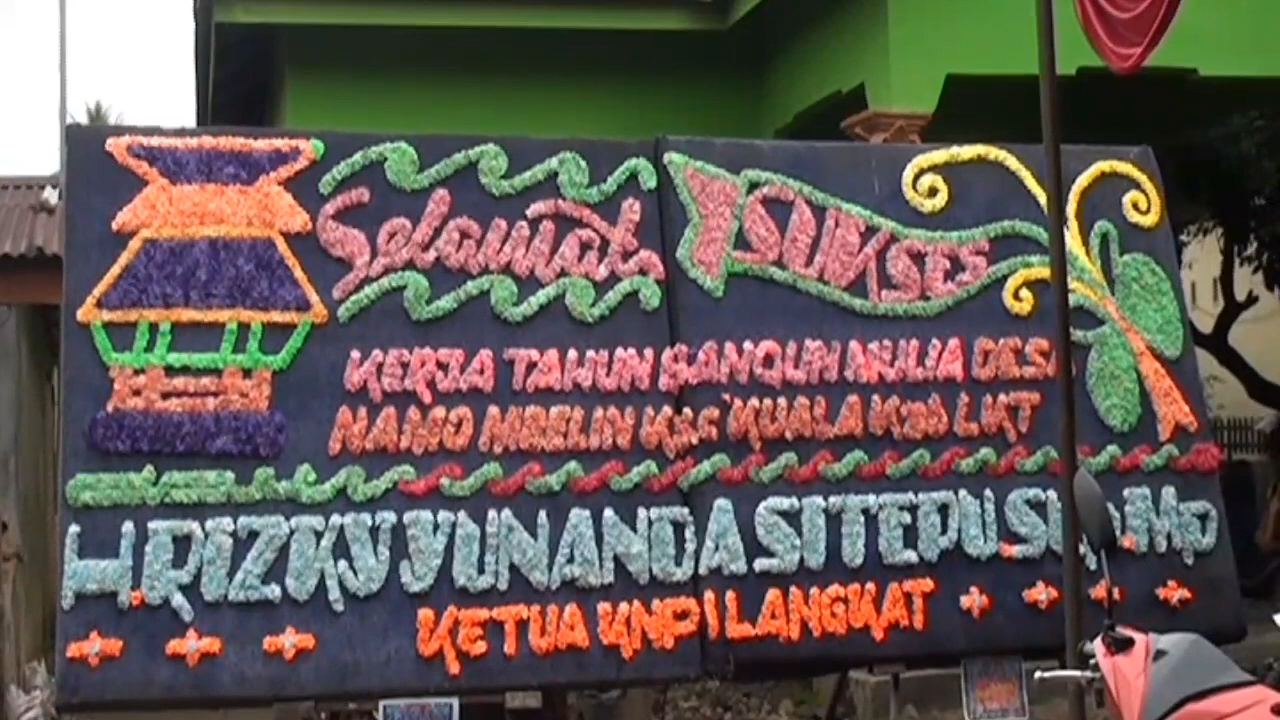 Selamat SUKSES
KERJA TAHUN BANGUN MULIA DESA
NAMO MBELIN Kec KUALA Kab LKT
H. RIZKY YUNANDA SITEPU.
KETUA KNPI LANGKAT